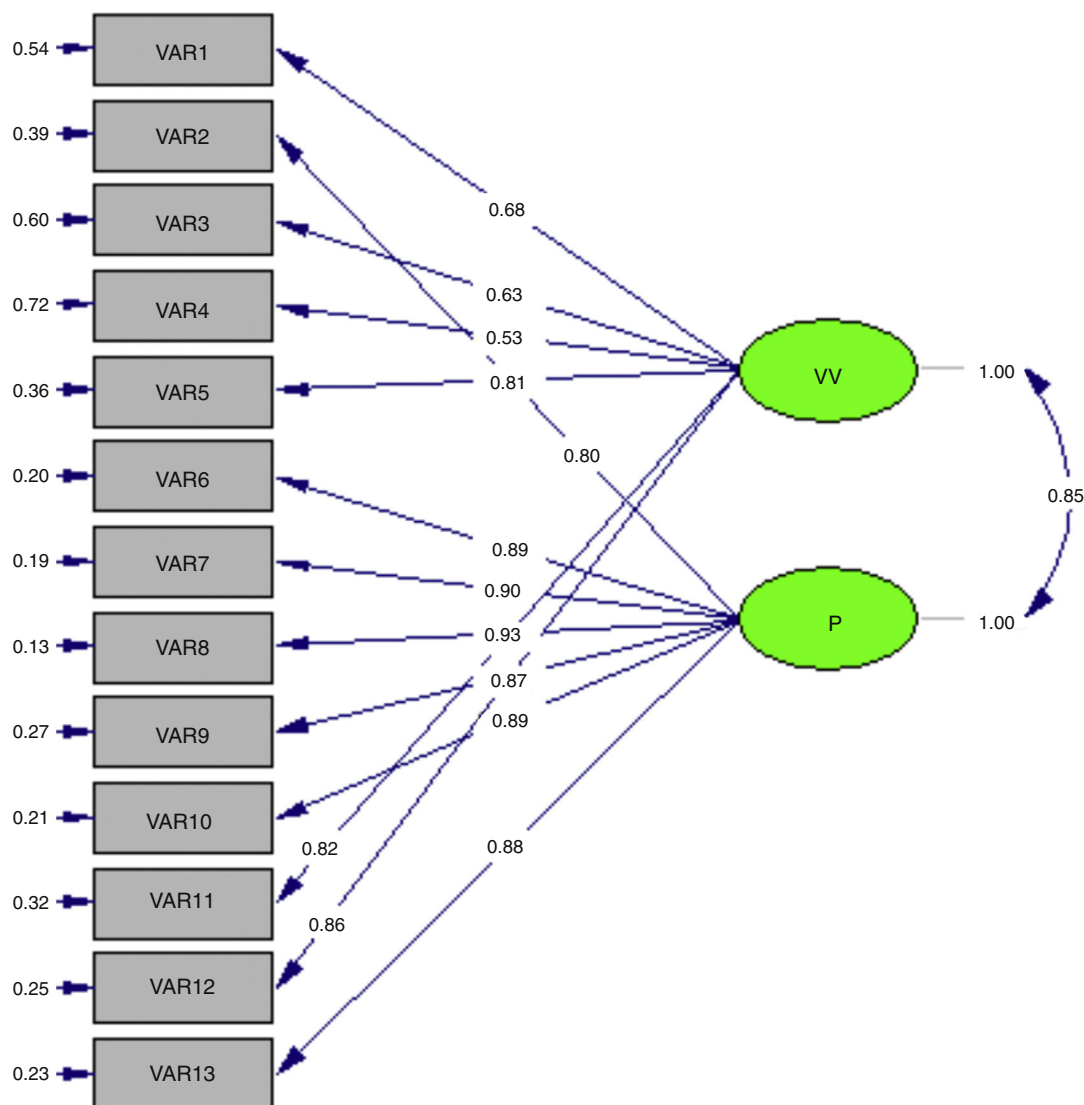 0.54 VAR1
0.39 VAR2
0.68
0.60 VAR3
0.63
0.72 VAR4
0.53
VV 1.00
0.36 VAR5
0.81
0.80
0.20 VAR6
0.85
0.89
0.19 VAR7
0.90
P 1.00
0.13 VAR8
0.93
0.87
0.27 VAR9
0.89
0.21 VAR10
0.82
0.88
0.32 VAR11
0.86
0.25 VAR12
0.23 VAR13